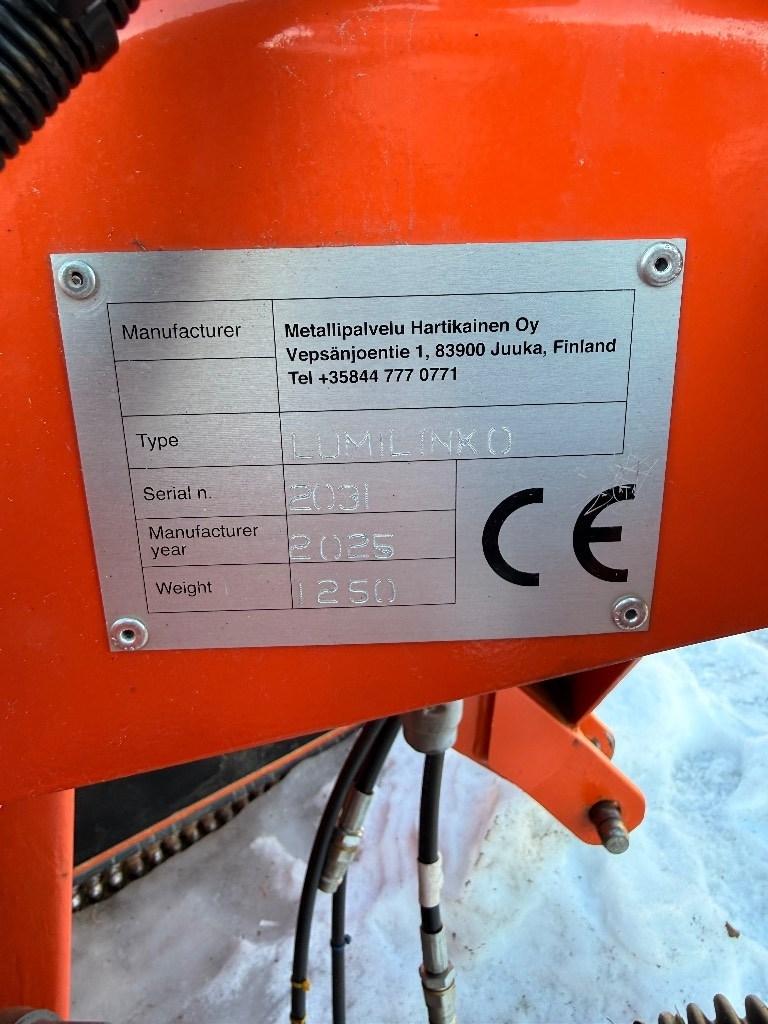 Manufacturer
Metallipalvelu Hartikainen Oy
Vepsänjoentie 1, 83900 Juuka, Finland
Tel +35844 777 0771
Type
LUMILINKO
Serial n.
2031
Manufacturer
year
2025
Weight
1250
CE